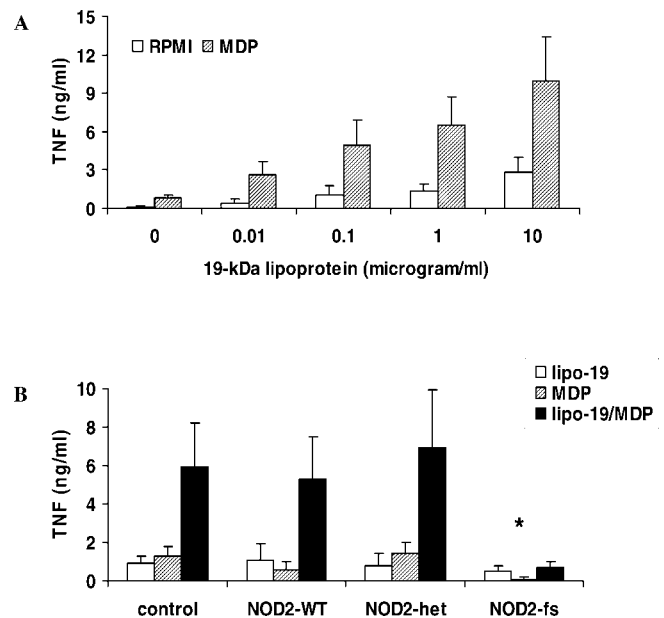 A
15
12
9
6
3
0
TNF (ng/ml)
RPMI MDP
0 0.01 0.1 1 10
19-kDa lipoprotein (microgram/ml)
B
lipo-19
MDP
lipo-19/MDP
10
8
6
4
2
0
TNF (ng/ml)
*
control NOD2-WT NOD2-het NOD2-fs